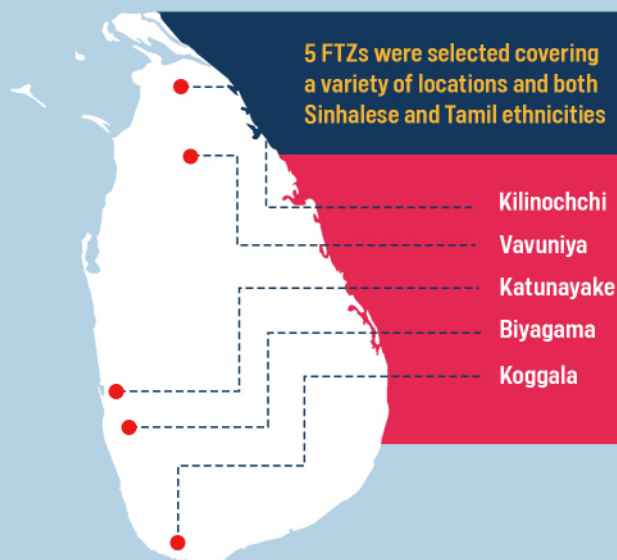 5 FTZs were selected covering
a variety of locations and both
Sinhalese and Tamil ethnicities
Kilinochchi
Vavuniya
Katunayake
Biyagama
Koggala